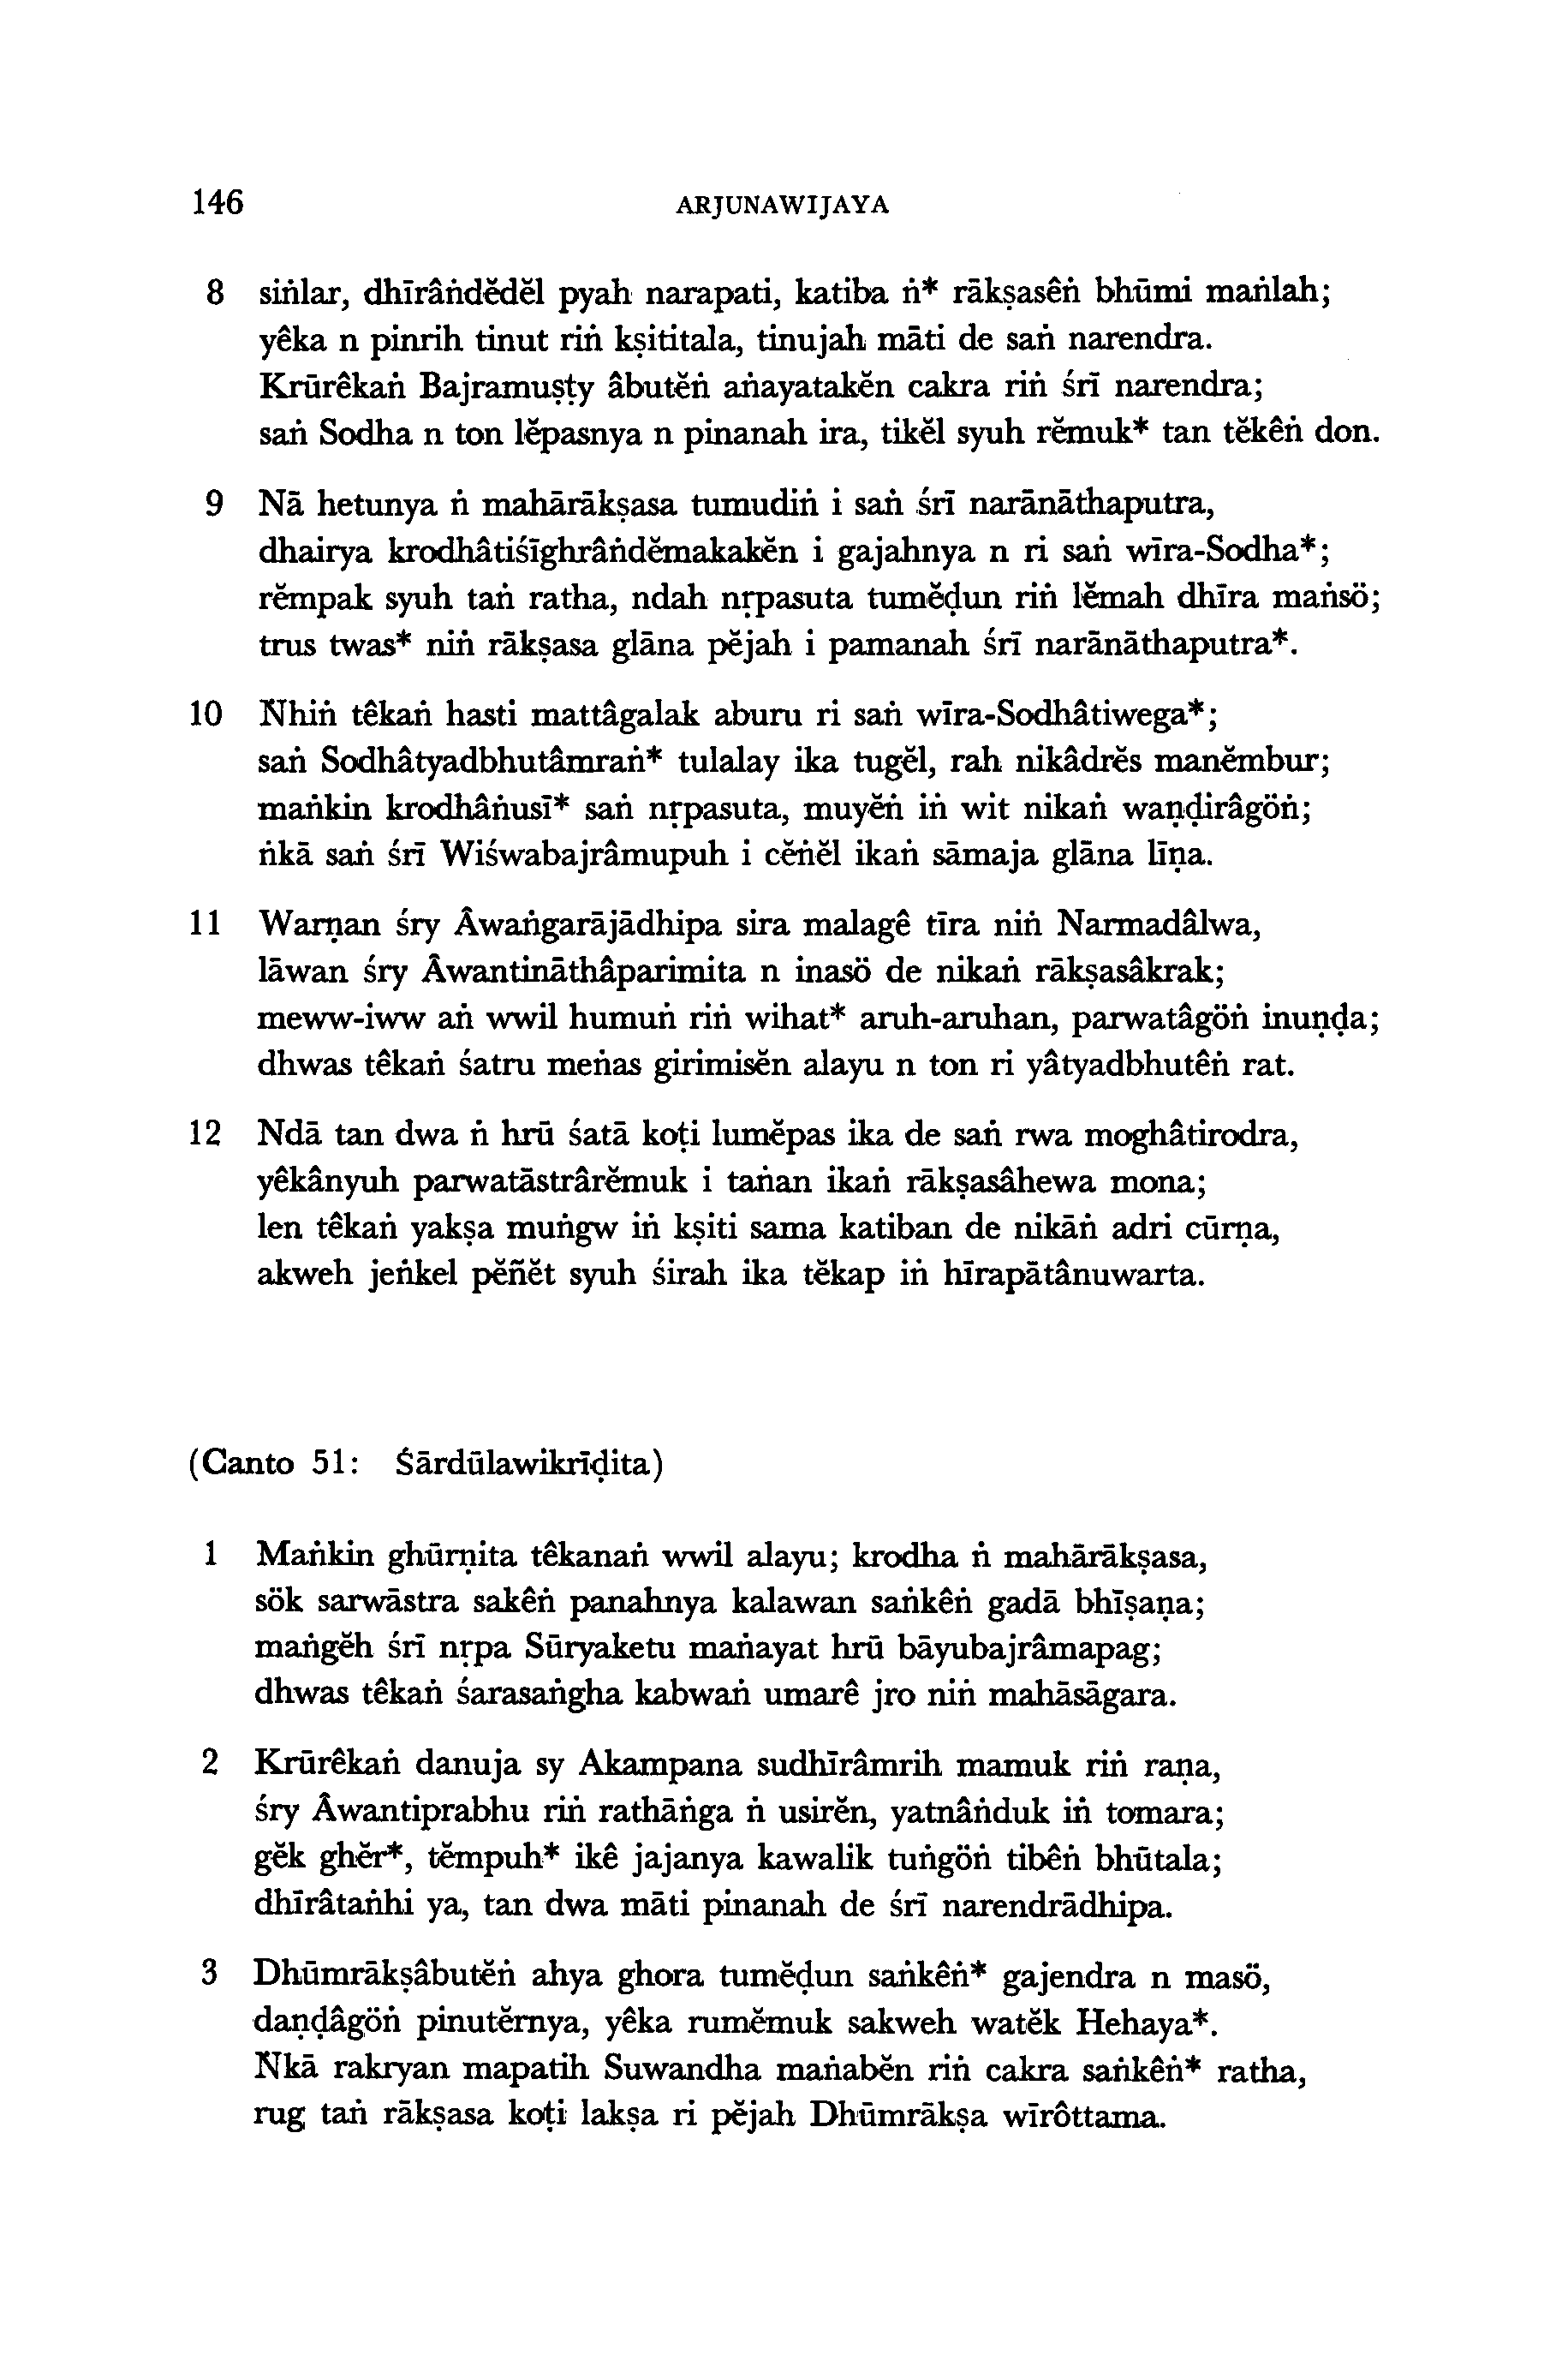 146 ARJUNAWIJAYA
8 siṅlar, dhīrâṅdĕdĕl pyah narapati, katiba ṅ* rākṣasêṅ bhūmi maṅlah;
yêka n pinrih tinut riṅ kṣititala, tinujah māti de saṅ narendra.
Krūrêkaṅ Bajramuṣṭy âbutĕṅ aṅayatakĕn cakra riṅ śrī narendra;
saṅ Sodha n ton lĕpasnya n pinanah ira, tikĕl syuh rĕmuk* tan tĕkêṅ don.
9 Nā hetunya ṅ mahārākṣasa tumudiṅ i saṅ śrī naranāthaputra,
dhairya krodhâtiśīghrâṅdĕmakakĕn i gajahnya n ri saṅ wīra-Sodha*;
rĕmpak syuh taṅ ratha, ndah nṛpasuta tumĕḍun riṅ lĕmah dhīra maṅsö;
trus twas* niṅ rākṣasa glāna pĕjah i pamanah śrī naranāthaputra*.
10 Ṅhiṅ têkaṅ hasti mattâgalak aburu ri saṅ wīra-Sodhâtiwega*;
saṅ Sodhâtyadbhutâmraṅ* tulalay ika tugĕl, rah nikâdrĕs manĕmbur;
maṅkin krodhâṅusī* saṅ nṛpasuta, muyĕṅ iṅ wit nikaṅ waṇḍirâgöṅ;
ṅkā saṅ śrī Wiśwabajrâmupuh i cĕṅĕl ikaṅ sāmaja glāna līṇa.
11 Warṇan śry Âwaṅgarājādhipa sira malagê tīra niṅ Narmadâlwa,
lāwan śry Âwantināthâparimita n inasö de nikaṅ rākṣasâkrak;
meww-iww aṅ wwil humuṅ riṅ wihat* aruh-aruhan, parwatâgöṅ inuṇḍa;
dhwas têkaṅ śatru meṅas girimisĕn alayu n ton ri yâtyadbhutêṅ rat.
12 Ndā tan dwa ṅ hrū śatā koṭi lumĕpas ika de saṅ rwa moghâtirodra,
yêkânyuh parwatāstrârĕmuk i taṅan ikaṅ rākṣasâhewa mona;
len têkaṅ yakṣa muṅgw iṅ kṣiti sama katiban de nikāṅ adri cūrṇa,
akweh jeṅkel pĕñĕt syuh śirah ika tĕkap iṅ hīrapātânuwarta.
(Canto 51: Śārdūlawikrīḍita)
1 Maṅkin ghūrṇita têkanaṅ wwil alayu; krodha ṅ mahārākṣasa,
sök sarwāstra sakêṅ panahnya kalawan saṅkêṅ gadā bhīṣaṇa;
maṅgĕh śrī nṛpa Sūryaketu maṅayat hrū bāyubajrâmapag;
dhwas têkaṅ śarasaṅgha kabwaṅ umarê jro niṅ mahāsāgara.
2 Krūrêkaṅ danuja sy Akampana sudhīrâmrih mamuk riṅ raṇa,
śry Âwantiprabhu riṅ rathāṅga ṅ usirĕn, yatnâṅduk iṅ tomara;
gĕk ghĕr*, tĕmpuh* ikê jajanya kawalik tuṅgöṅ tibêṅ bhūtala;
dhīrâtaṅhi ya, tan dwa māti pinanah de śrī narendrādhipa.
3 Dhūmrākṣâbutĕṅ ahya ghora tumĕḍun saṅkêṅ* gajendra n masö,
daṇḍâgöṅ pinutĕrnya, yêka rumĕmuk sakweh watĕk Hehaya*.
Ṅkā rakryan mapatih Suwandha maṅabĕn riṅ cakra saṅkêṅ* ratha,
rug taṅ rākṣasa koṭi lakṣa ri pĕjah Dhūmrākṣa wīrôttama.